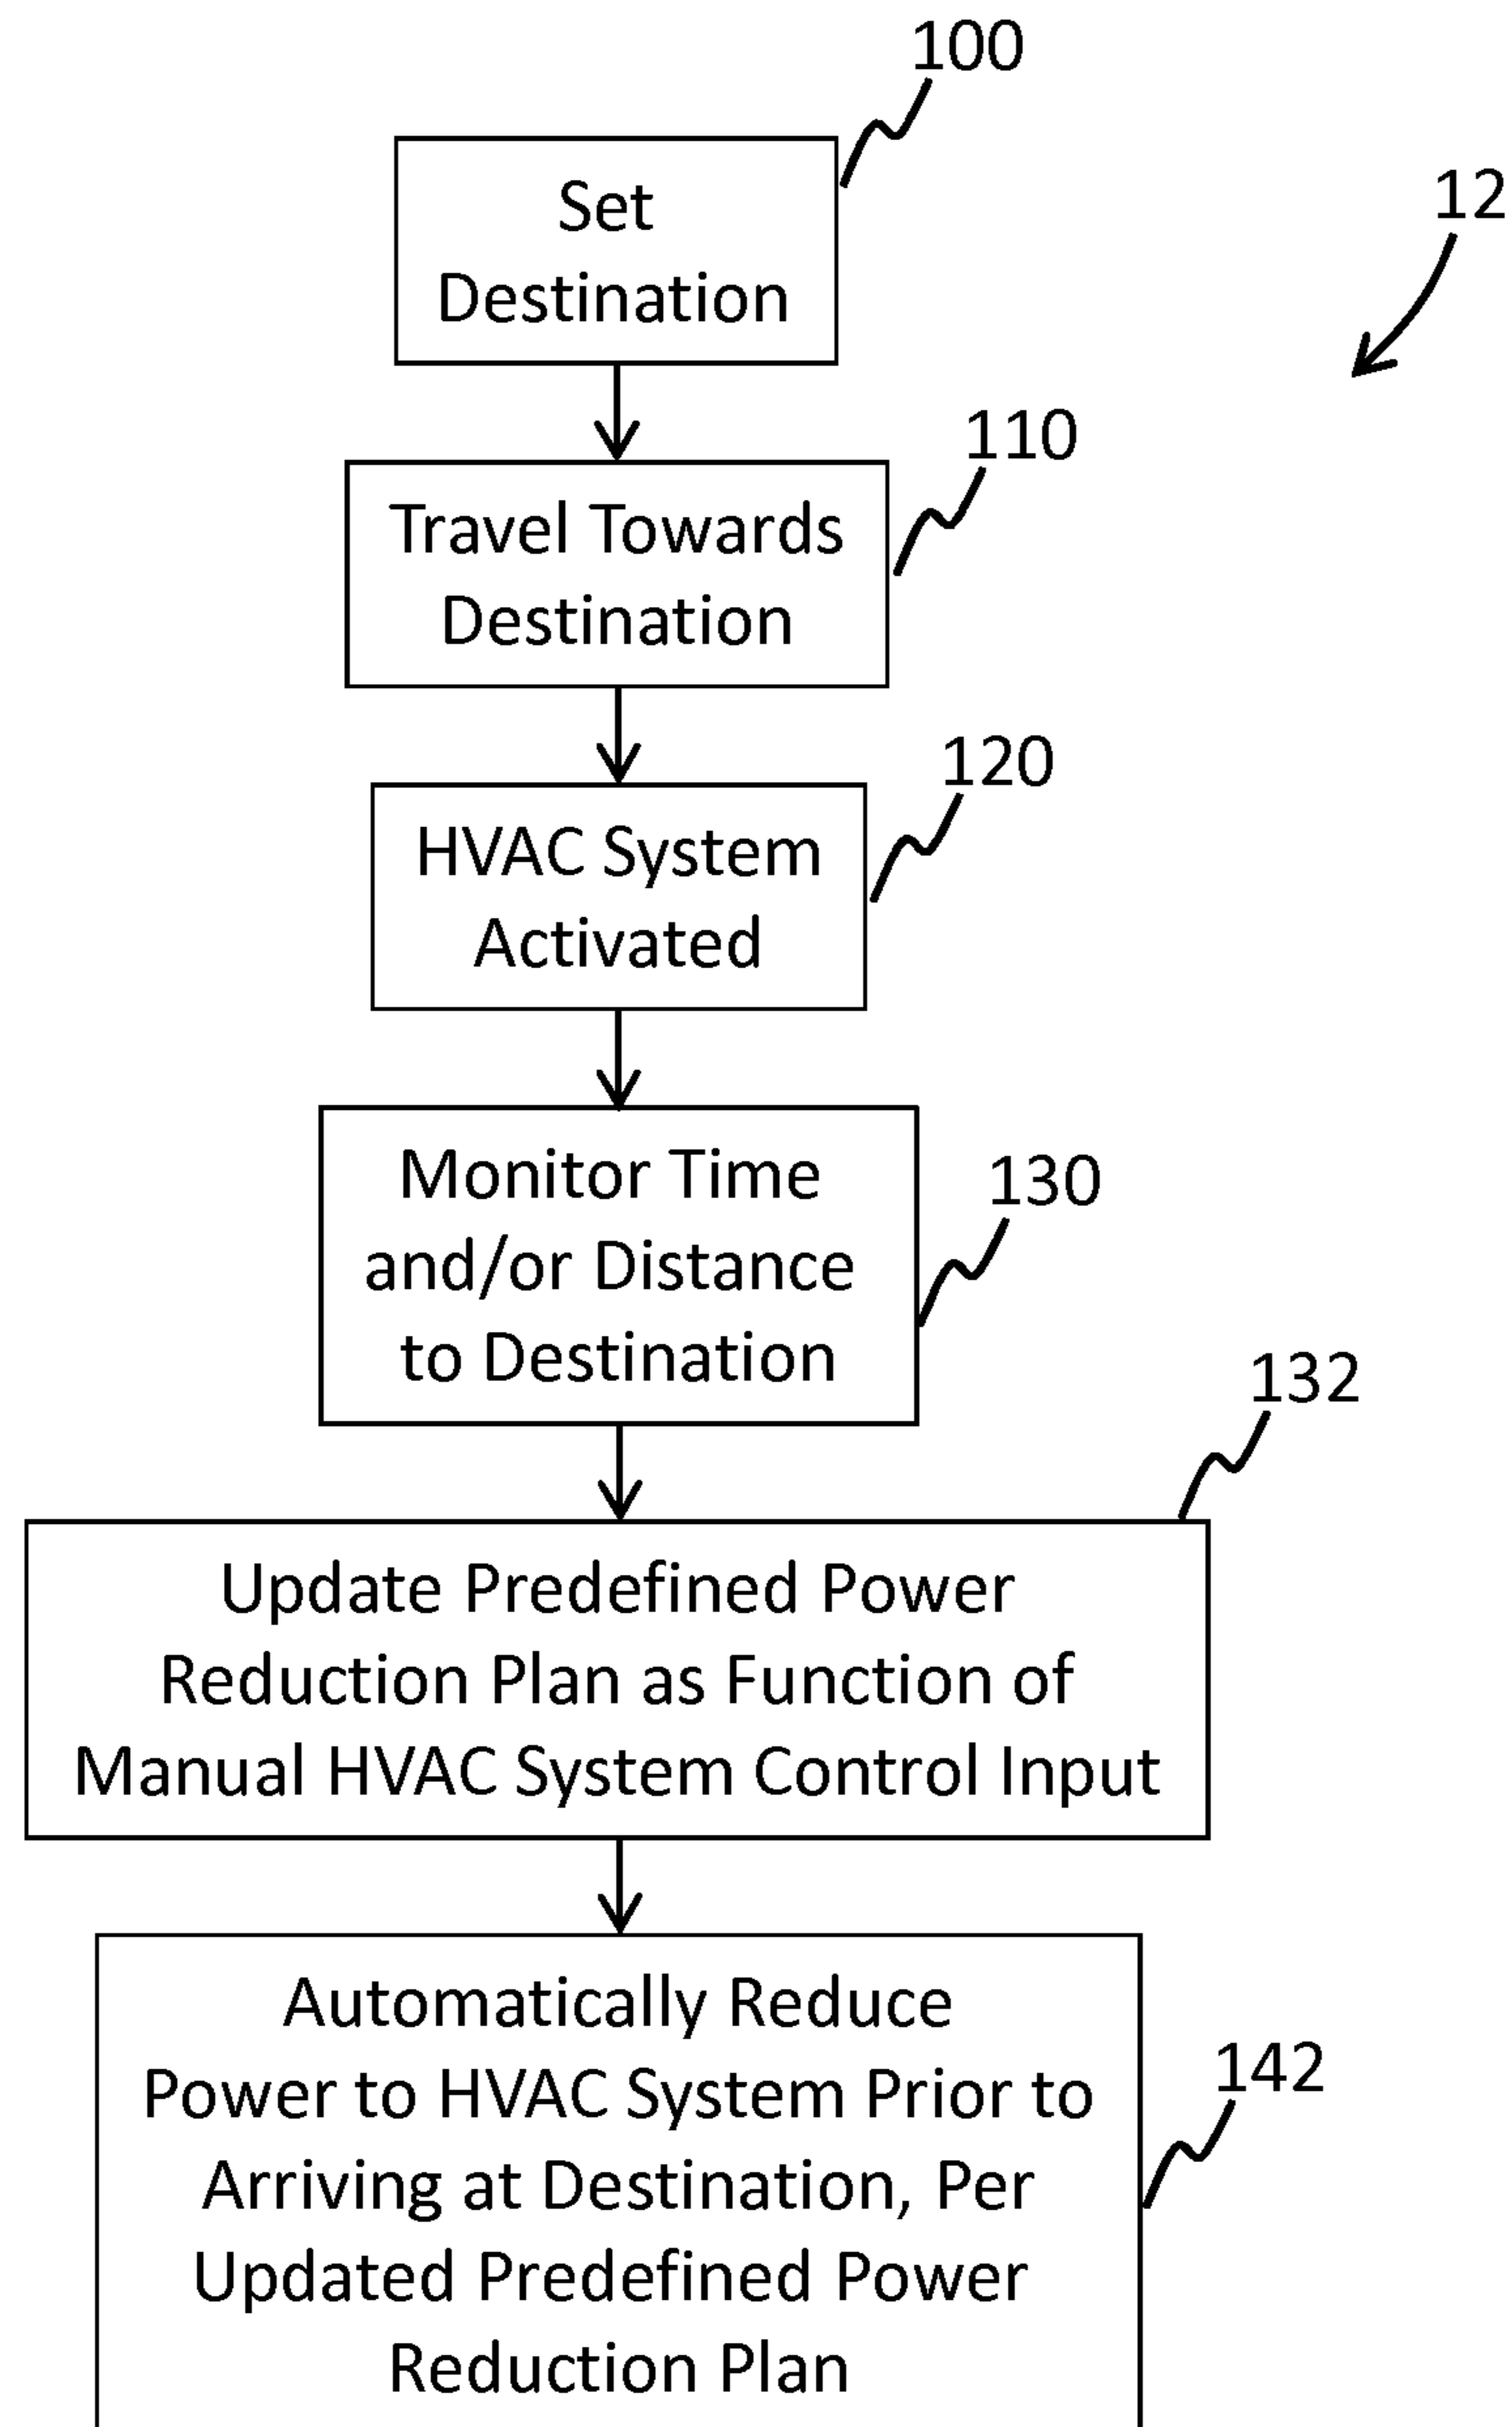 100
12
Set
Destination
110
Travel Towards
Destination
120
HVAC System
Activated
130
Monitor Time
and/or Distance
to Destination
132
Update Predefined Power
Reduction Plan as Function of
Manual HVAC System Control Input
142
Automatically Reduce
Power to HVAC System Prior to
Arriving at Destination, Per
Updated Predefined Power
Reduction Plan